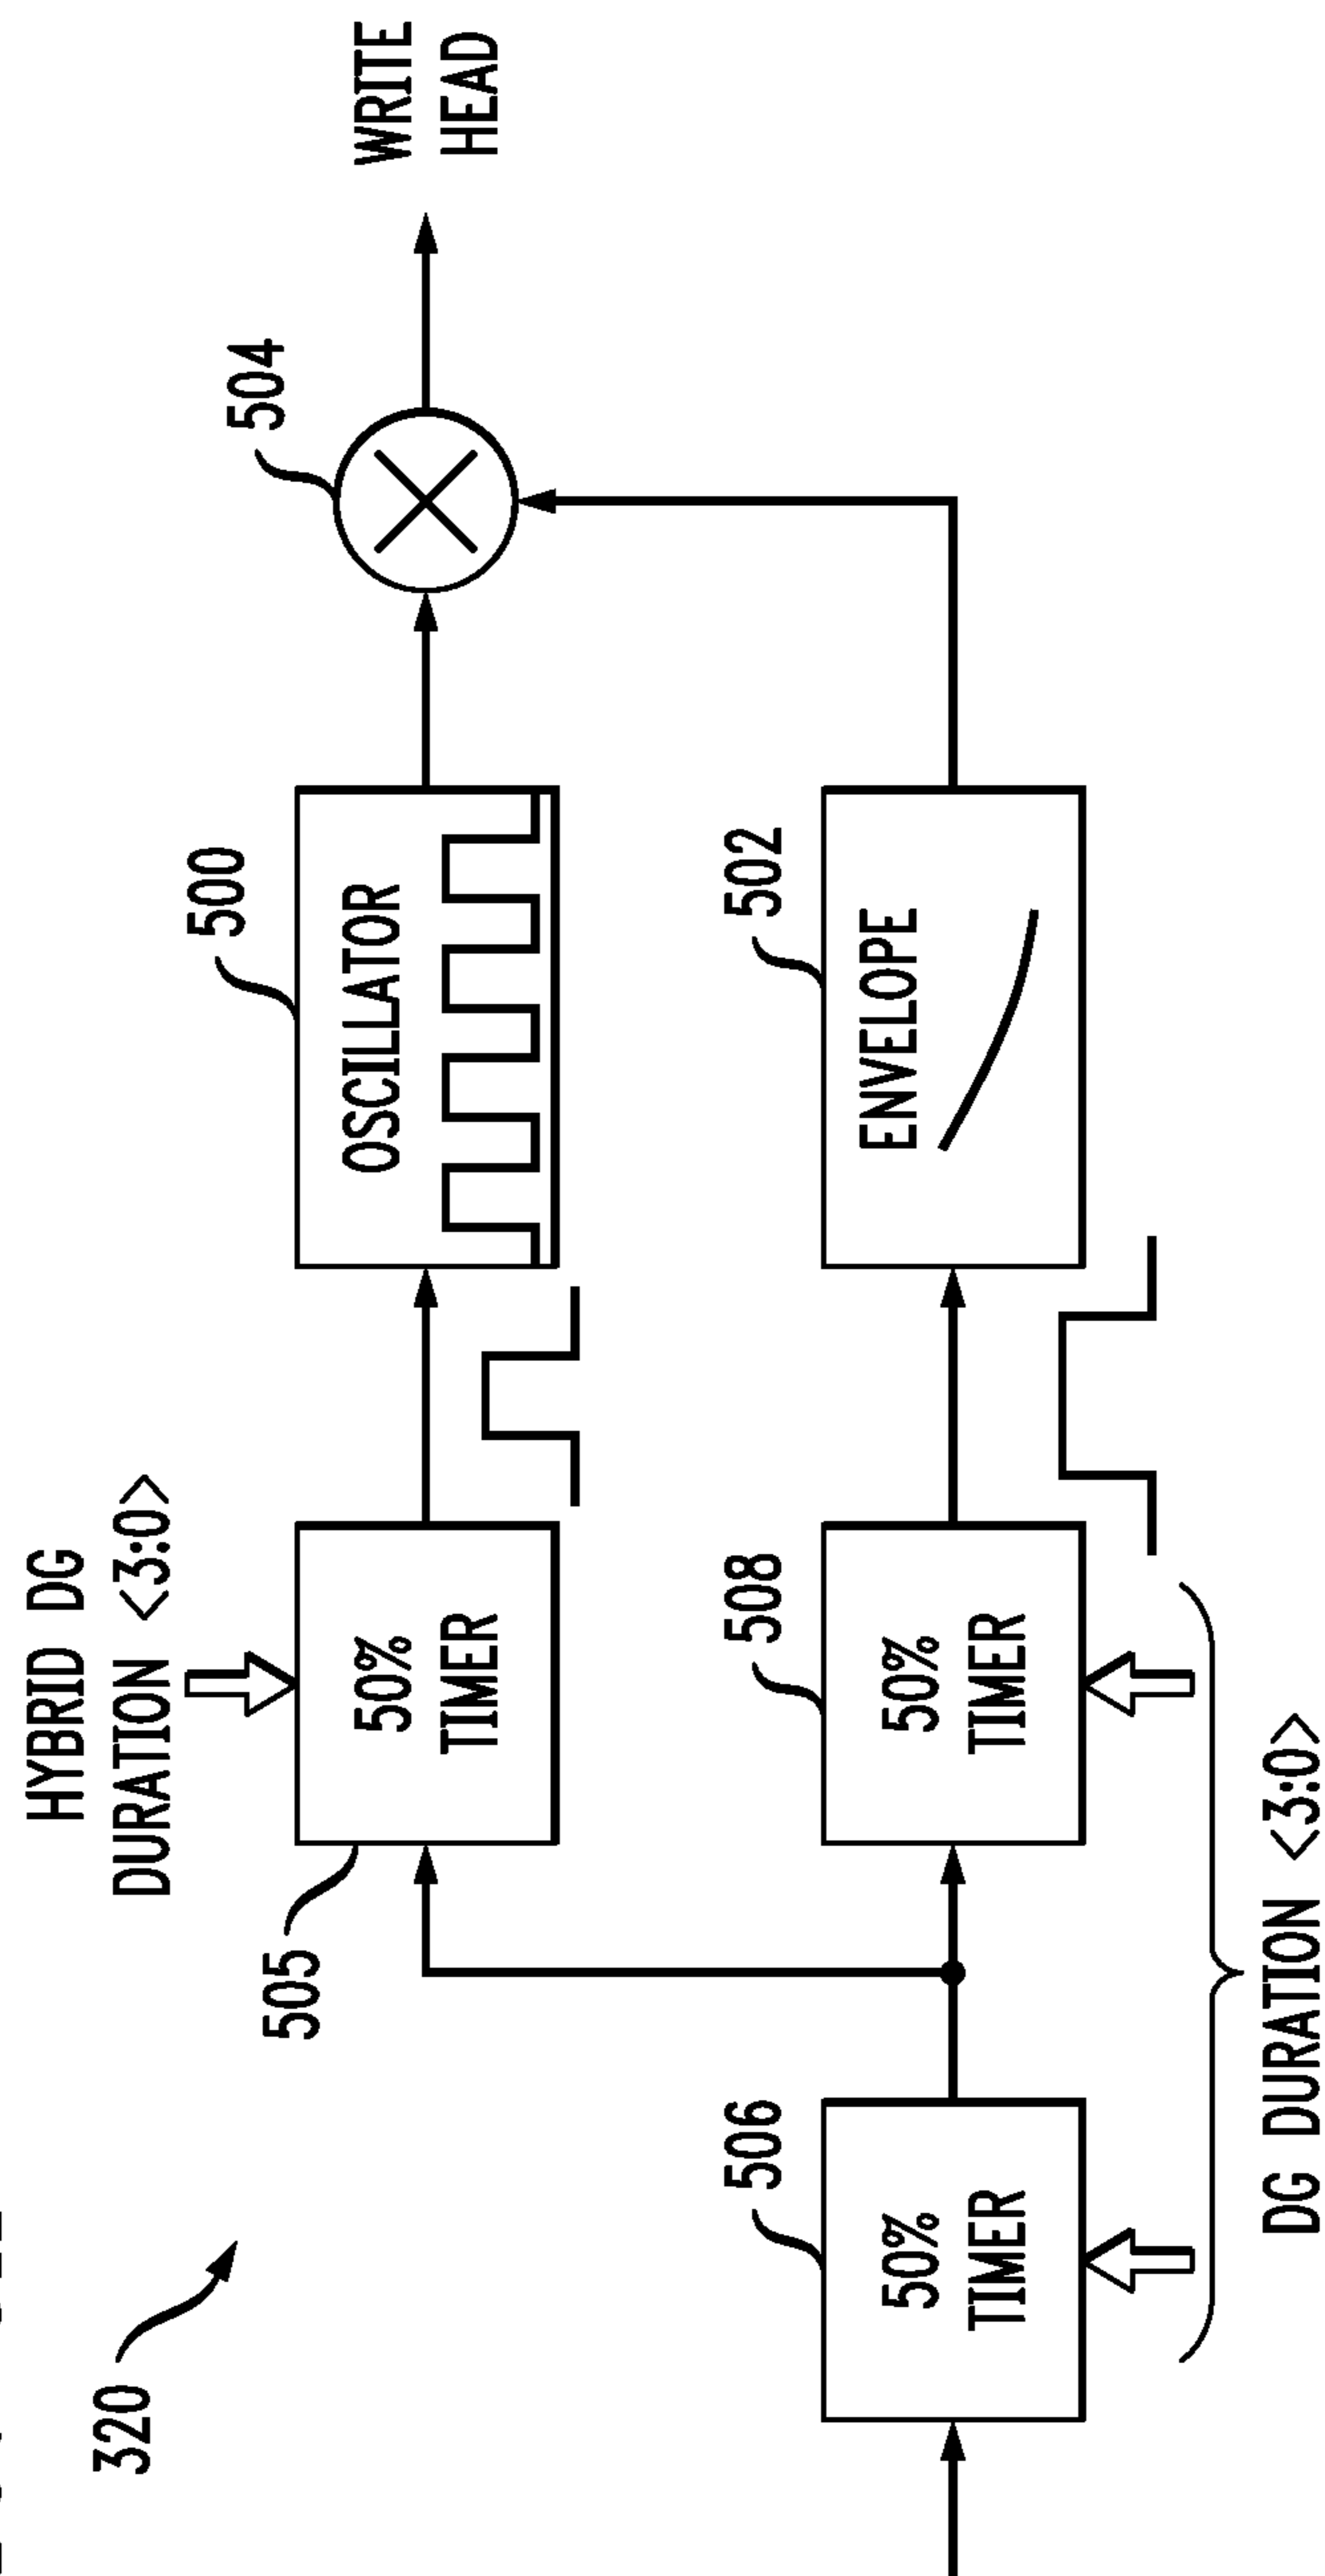 320
HYBRID DG
DURATION <3:0>
505
50%
TIMER
500
OSCILLATOR
504
WRITE
HEAD
506
50%
TIMER
508
50%
TIMER
502
ENVELOPE
DG DURATION <3:0>